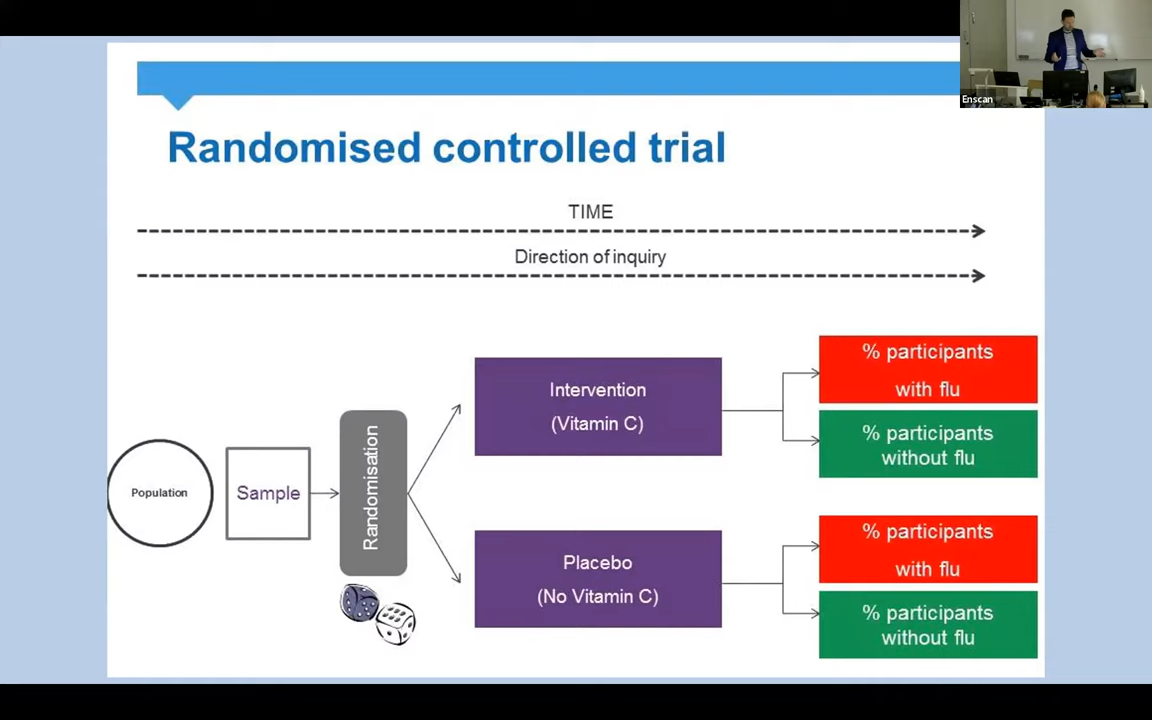 Enscan
Randomised controlled trial
TIME
Direction of inquiry
Population
Sample
Randomisation
Intervention
(Vitamin C)
% participants
with flu
% participants
without flu
Placebo
(No Vitamin C)
% participants
with flu
% participants
without flu